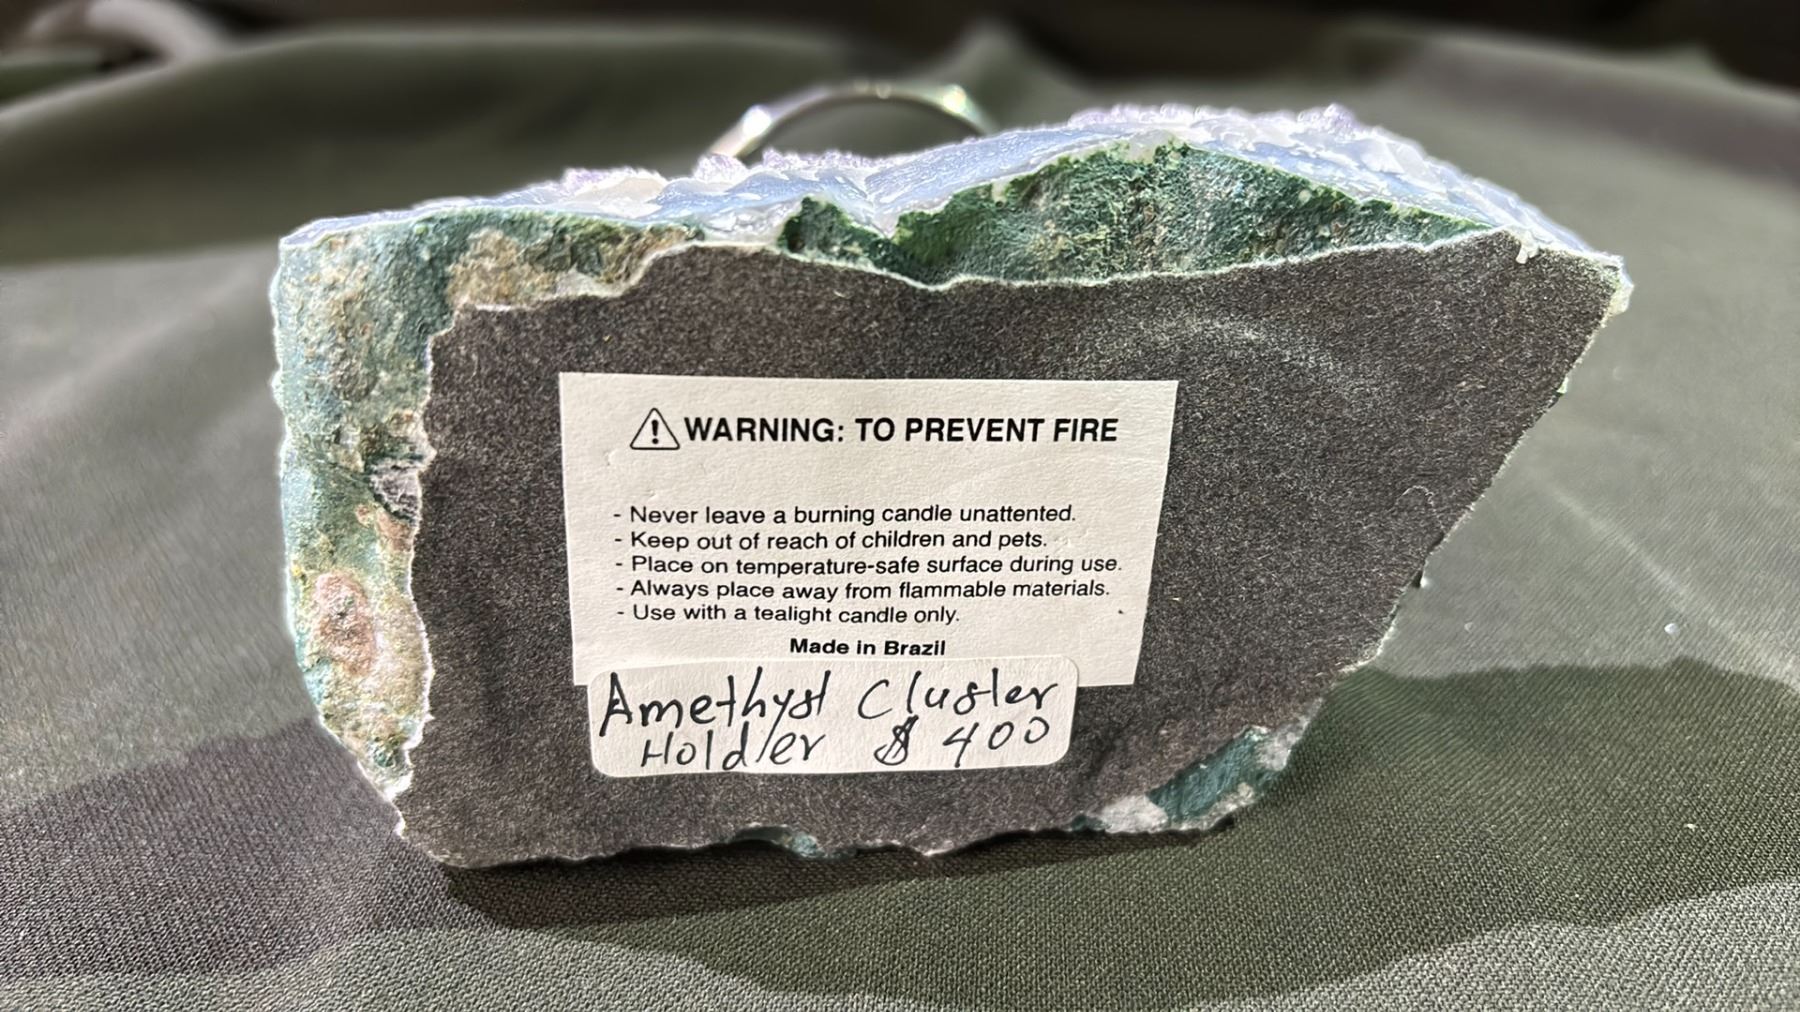 WARNING: TO PREVENT FIRE
- Never leave a burning candle unattented.
- Keep out of reach of children and pets.
- Place on temperature-safe surface during use.
- Always place away from flammable materials.
- Use with a tealight candle only.
Made in Brazil
Amethyst Cluster
Holder $ 400